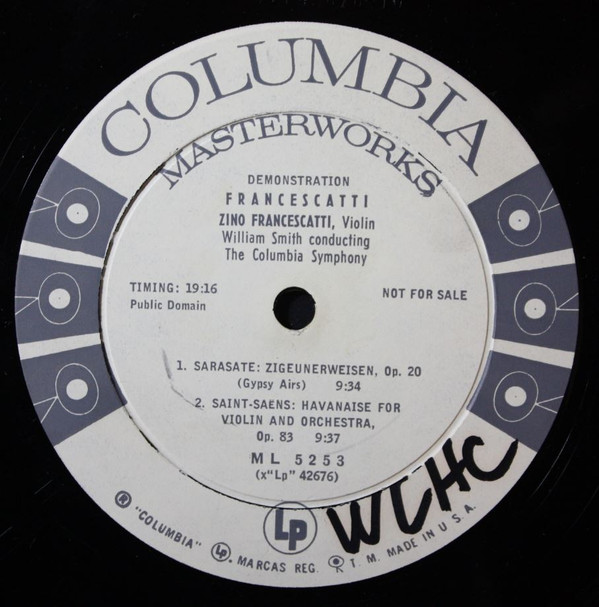 COLUMBIA
MASTERWORKS
DEMONSTRATION
FRANCESCATTI
ZINO FRANCESCATTI, Violin
William Smith conducting
The Columbia Symphony
TIMING: 19:16
Public Domain
NOT FOR SALE
1. SARASATE: ZIGEUNERWEISEN, Op. 20
(Gypsy Airs) 9:34
2. SAINT-SAENS: HAVANAISE FOR
VIOLIN AND ORCHESTRA,
Op. 83 9:37
ML 5253
(x"Lp" 42676)
WCHC
Lp
® "COLUMBIA" Lp. MARCAS REG. T. M. MADE IN U.S.A.